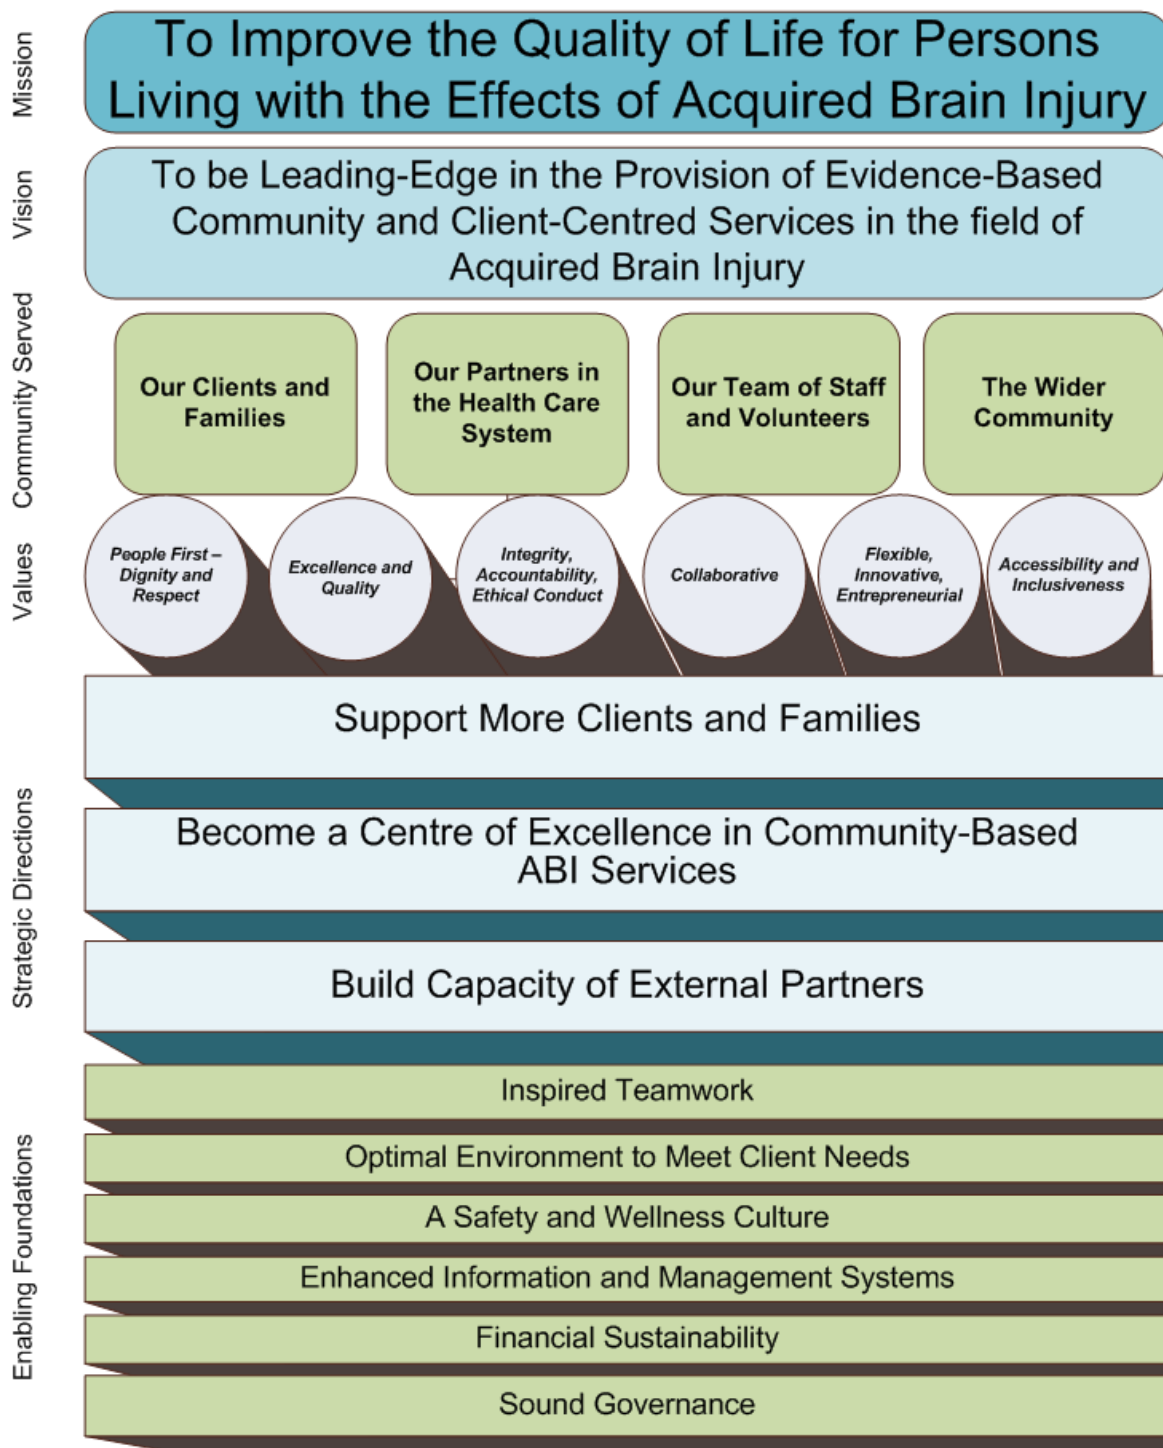 Mission
To Improve the Quality of Life for Persons
Living with the Effects of Acquired Brain Injury
Vision
To be Leading-Edge in the Provision of Evidence-Based
Community and Client-Centred Services in the field of
Acquired Brain Injury
Community Served
Our Clients and
Families
Our Partners in
the Health Care
System
Our Team of Staff
and Volunteers
The Wider
Community
Values
People First –
Dignity and
Respect
Excellence and
Quality
Integrity,
Accountability,
Ethical Conduct
Collaborative
Flexible,
Innovative,
Entrepreneurial
Accessibility and
Inclusiveness
Strategic Directions
Support More Clients and Families
Become a Centre of Excellence in Community-Based
ABI Services
Build Capacity of External Partners
Enabling Foundations
Inspired Teamwork
Optimal Environment to Meet Client Needs
A Safety and Wellness Culture
Enhanced Information and Management Systems
Financial Sustainability
Sound Governance